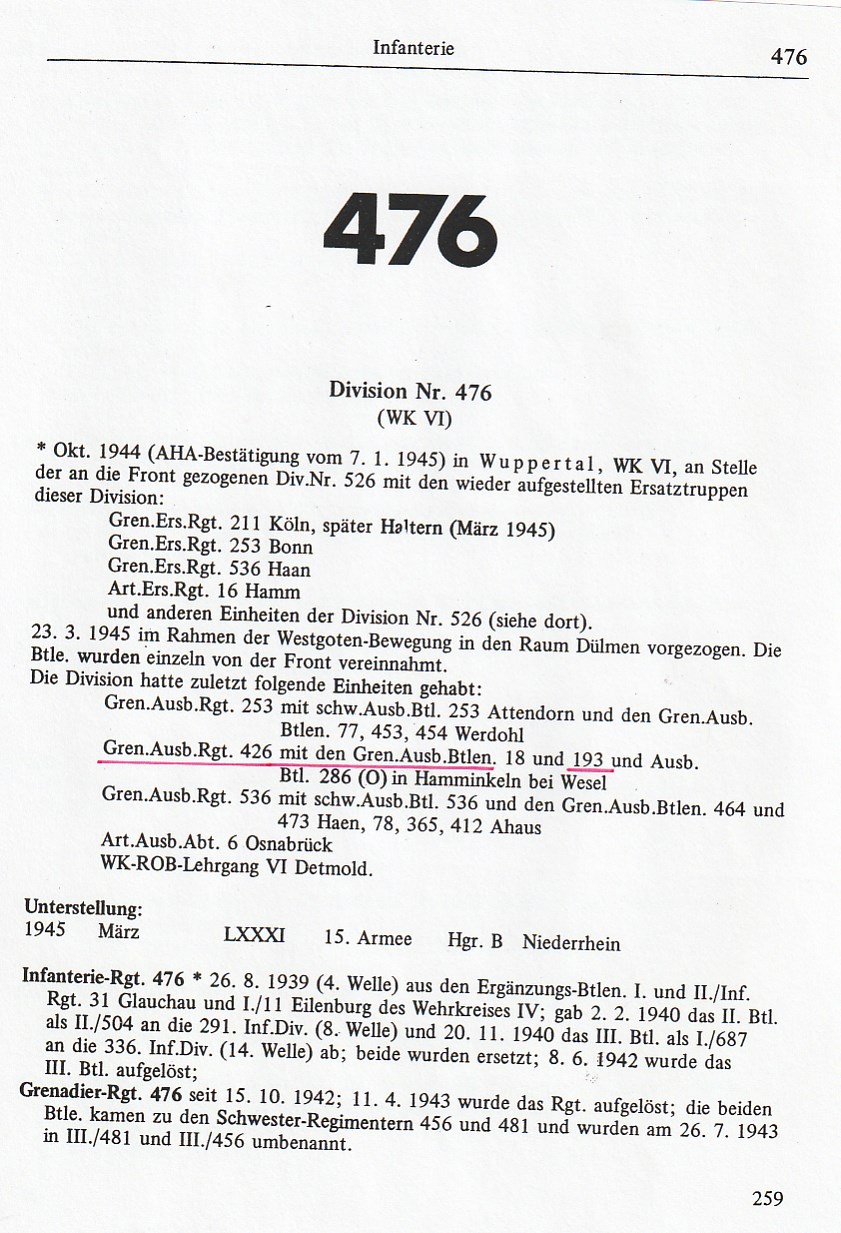 Infanterie
476
476
Division Nr. 476
(WK VI)
* Okt. 1944 (AHA-Bestätigung vom 7. 1. 1945) in Wuppertal, WK VI, an Stelle
der an die Front gezogenen Div.Nr. 526 mit den wieder aufgestellten Ersatztruppen
dieser Division:
Gren.Ers.Rgt. 211 Köln, später Haltern (März 1945)
Gren.Ers.Rgt. 253 Bonn
Gren.Ers.Rgt. 536 Haan
Art.Ers.Rgt. 16 Hamm
und anderen Einheiten der Division Nr. 526 (siehe dort).
23. 3. 1945 im Rahmen der Westgoten-Bewegung in den Raum Dülmen vorgezogen. Die
Btle. wurden einzeln von der Front vereinnahmt.
Die Division hatte zuletzt folgende Einheiten gehabt:
Gren.Ausb.Rgt. 253 mit schw.Ausb.Btl. 253 Attendorn und den Gren.Ausb.
Btlen. 77, 453, 454 Werdohl
Gren.Ausb.Rgt. 426 mit den Gren.Ausb.Btlen. 18 und 193 und Ausb.
Btl. 286 (O) in Hamminkeln bei Wesel
Gren.Ausb.Rgt. 536 mit schw.Ausb.Btl. 536 und den Gren.Ausb.Btlen. 464 und
473 Haen, 78, 365, 412 Ahaus
Art.Ausb.Abt. 6 Osnabrück
WK-ROB-Lehrgang VI Detmold.
Unterstellung:
1945 März LXXXI 15. Armee Hgr. B Niederrhein
Infanterie-Rgt. 476 * 26. 8. 1939 (4. Welle) aus den Ergänzungs-Btlen. I. und II./Inf.
Rgt. 31 Glauchau und I./11 Eilenburg des Wehrkreises IV; gab 2. 2. 1940 das II. Btl.
als II./504 an die 291. Inf.Div. (8. Welle) und 20. 11. 1940 das III. Btl. als I./687
an die 336. Inf.Div. (14. Welle) ab; beide wurden ersetzt; 8. 6. 1942 wurde das
III. Btl. aufgelöst;
Grenadier-Rgt. 476 seit 15. 10. 1942; 11. 4. 1943 wurde das Rgt. aufgelöst; die beiden
Btle. kamen zu den Schwester-Regimentern 456 und 481 und wurden am 26. 7. 1943
in III./481 und III./456 umbenannt.
259